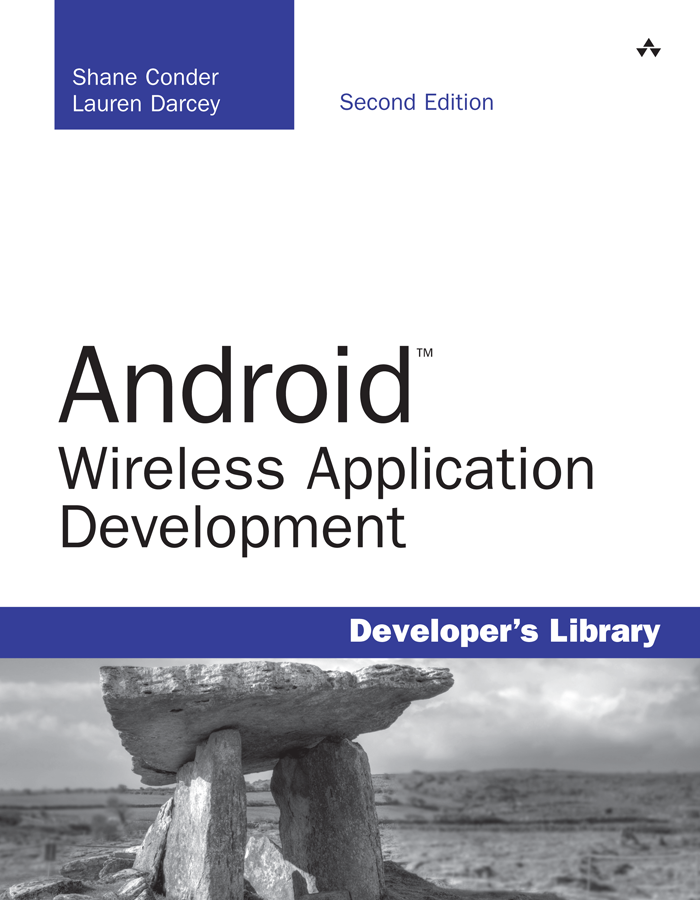 Shane Conder
Lauren Darcey
Second Edition
Android™
Wireless Application
Development
Developer's Library